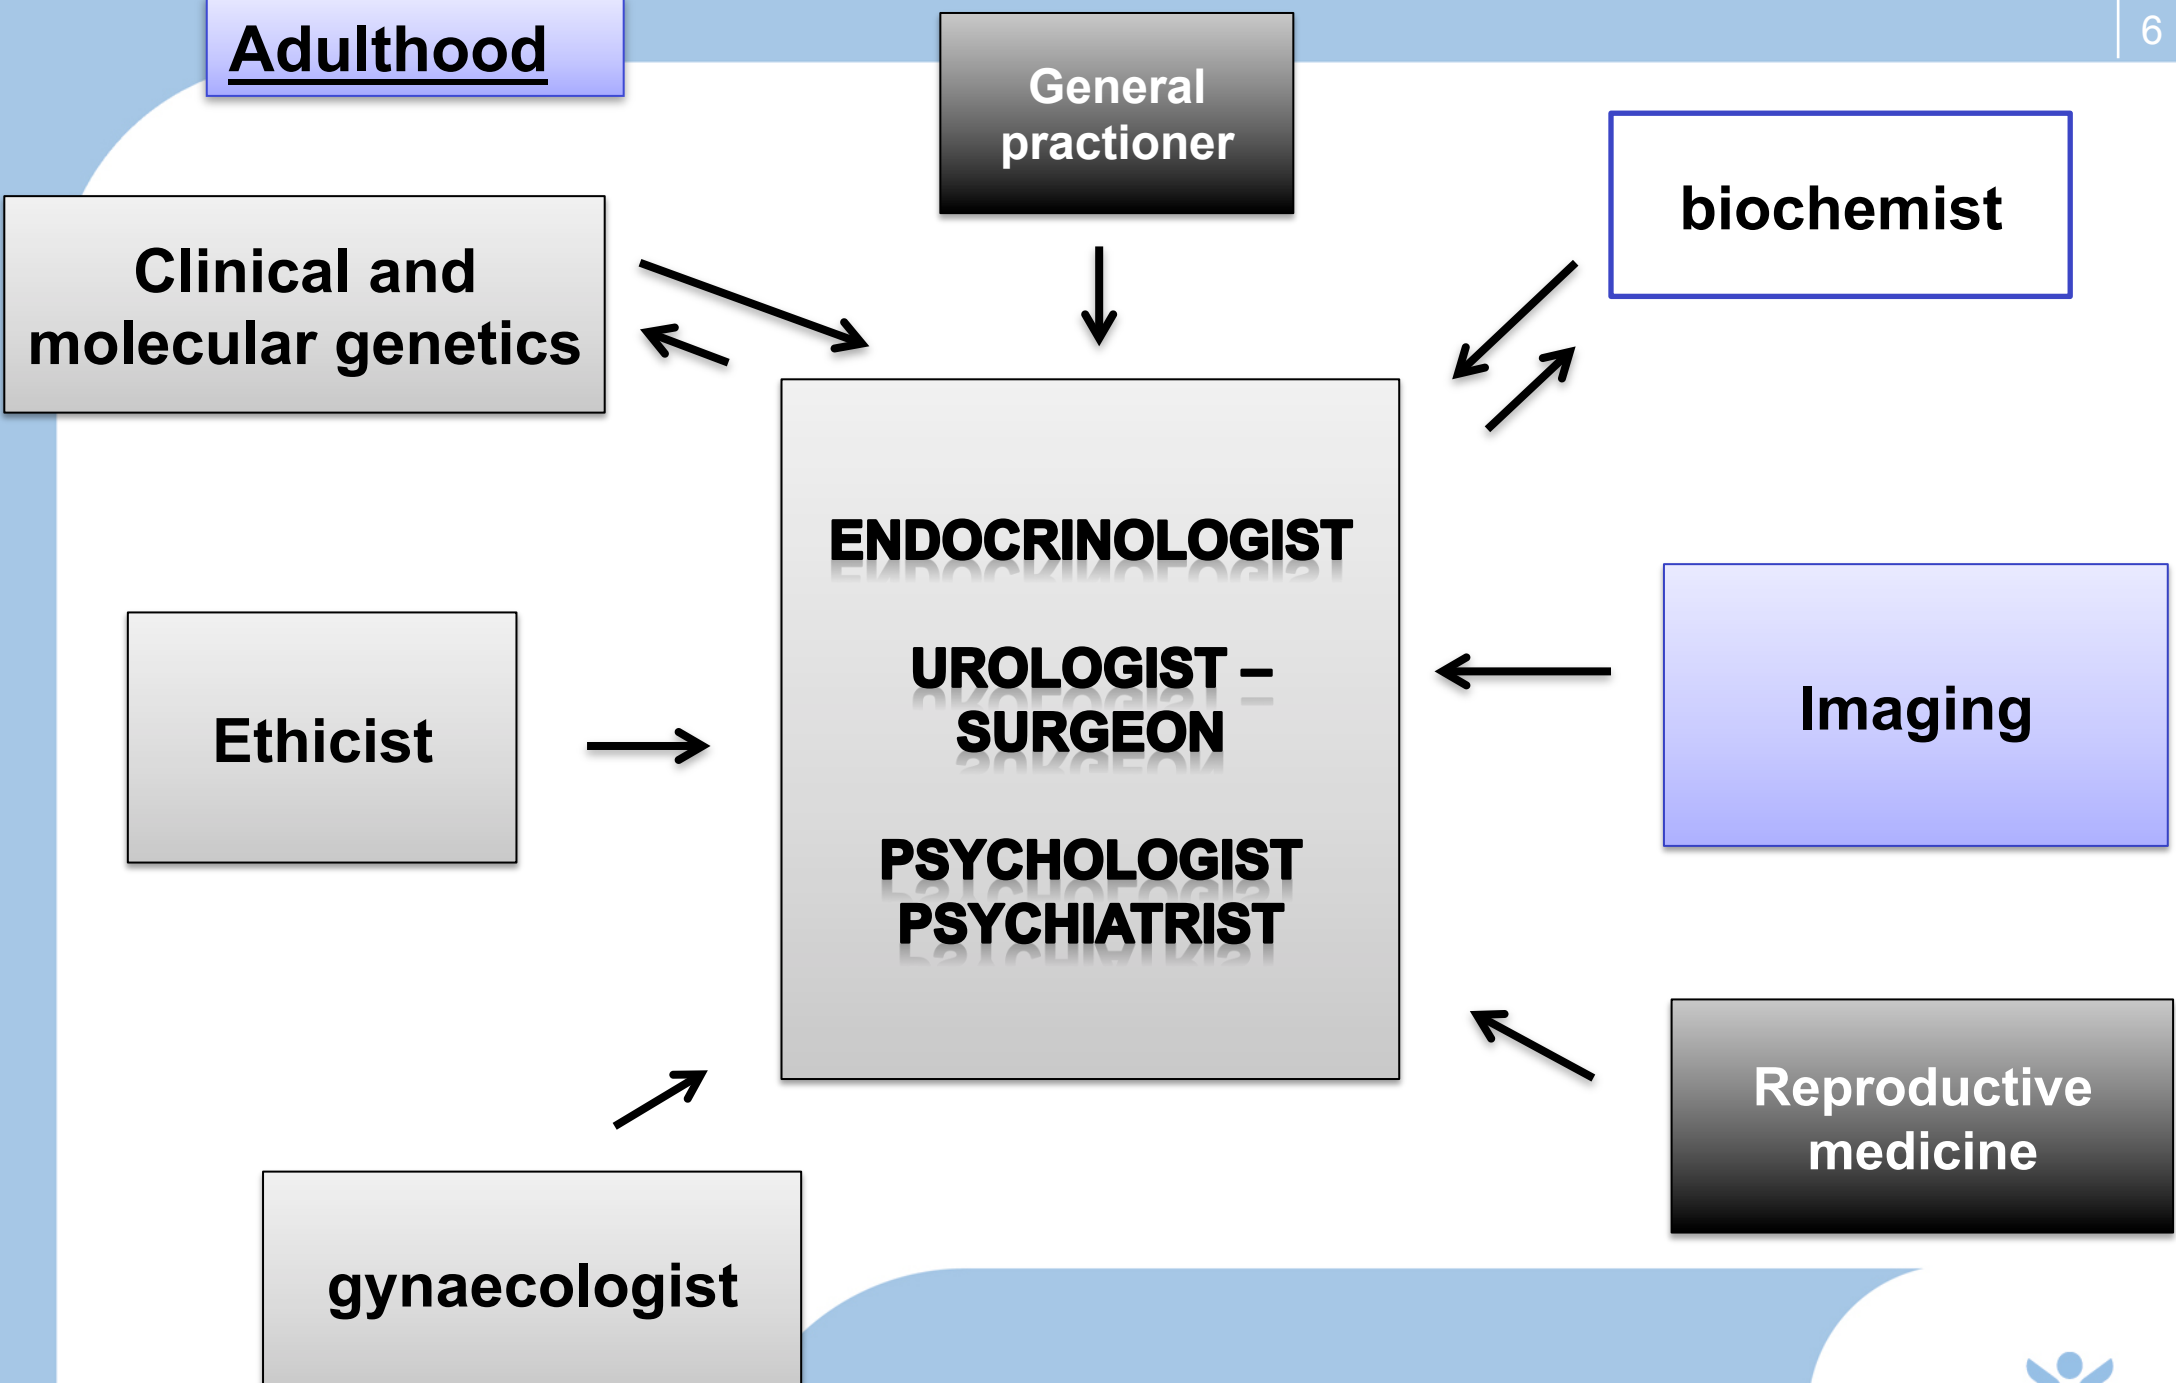 Adulthood
6
General
practioner
biochemist
Clinical and
molecular genetics
ENDOCRINOLOGIST
UROLOGIST –
SURGEON
PSYCHOLOGIST
PSYCHIATRIST
Ethicist
Imaging
Reproductive
medicine
gynaecologist